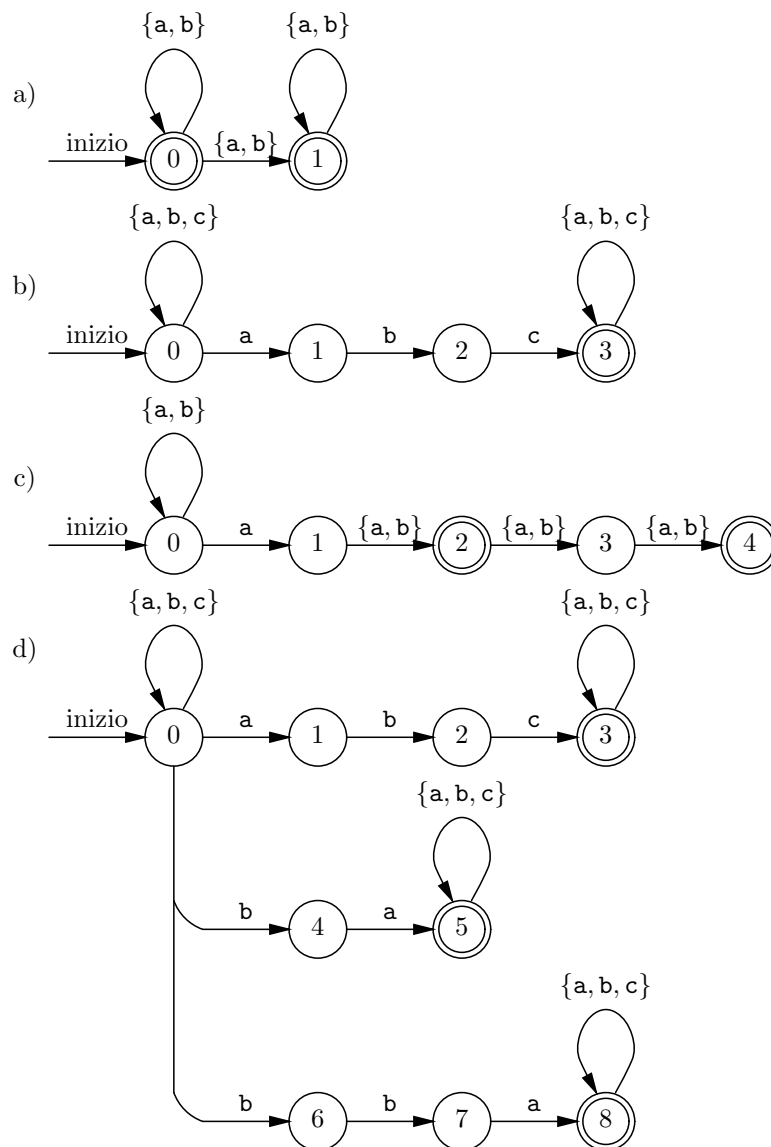 {a, b} {a, b}
a)
inizio 0 {a, b} 1
{a, b, c} {a, b, c}
b)
inizio 0 a 1 b 2 c 3
{a, b}
c)
inizio 0 a 1 {a, b} 2 {a, b} 3 {a, b} 4
{a, b, c} {a, b, c}
d)
inizio 0 a 1 b 2 c 3
{a, b, c}
b 4 a 5
{a, b, c}
b 6 b 7 a 8